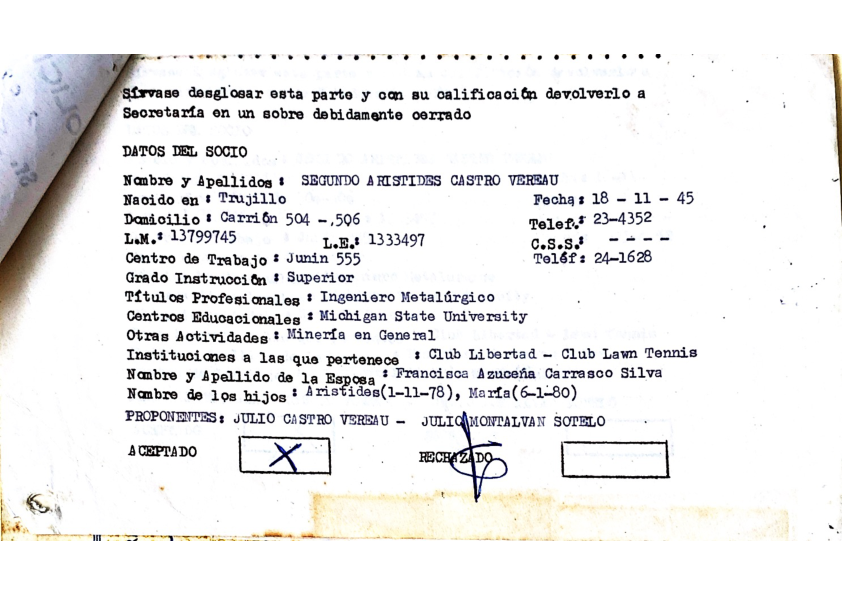 Sírvase desglosar esta parte y con su calificación devolverlo a
Secretaría en un sobre debidamente cerrado
DATOS DEL SOCIO
Nombre y Apellidos : SEGUNDO ARISTIDES CASTRO VEREAU
Nacido en : Trujillo Fecha : 18 - 11 - 45
Domicilio : Carrión 504 -,506 Telef.: 23-4352
L.M.: 13799745 L.E.: 1333497 C.S.S.: - - - -
Centro de Trabajo : Junin 555 Teléf: 24-1628
Grado Instrucción : Superior
Títulos Profesionales : Ingeniero Metalúrgico
Centros Educacionales : Michigan State University
Otras Actividades : Minería en General
Instituciones a las que pertenece : Club Libertad - Club Lawn Tennis
Nombre y Apellido de la Esposa : Francisca Azuceña Carrasco Silva
Nombre de los hijos : Aristides(1-11-78), María(6-1-80)
PROPONENTES: JULIO CASTRO VEREAU - JULIO MONTALVAN SOTELO
ACEPTADO X RECHAZADO